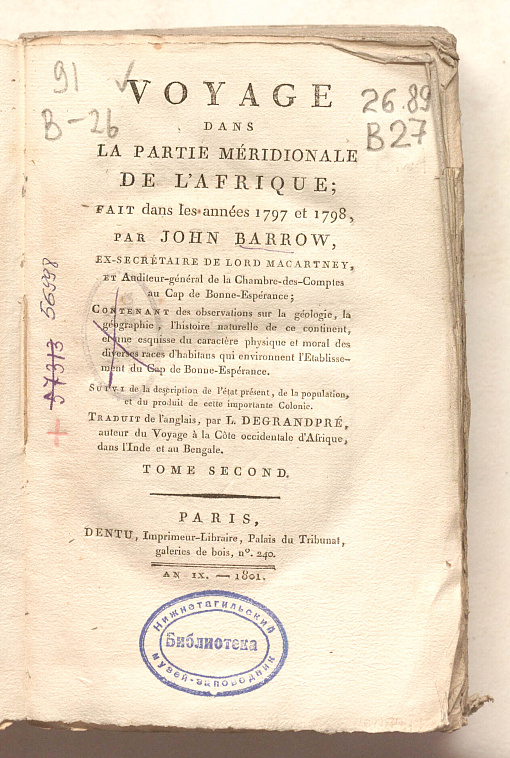 91 ✓
B-26
26.89
B27
VOYAGE
DANS
LA PARTIE MÉRIDIONALE
DE L'AFRIQUE;
FAIT dans les années 1797 et 1798,
PAR JOHN BARROW,
EX-SECRÉTAIRE DE LORD MACARTNEY,
ET Auditeur-général de la Chambre-des-Comptes
au Cap de Bonne-Espérance;
CONTENANT des observations sur la géologie, la
géographie, l'histoire naturelle de ce continent,
et une esquisse du caractère physique et moral des
diverses races d'habitans qui environnent l'Etablisse-
ment du Cap de Bonne-Espérance.
SUIVI de la description de l'état présent, de la population,
et du produit de cette importante Colonie.
TRADUIT de l'anglais, par L. DEGRANDPRÉ,
auteur du Voyage à la Côte occidentale d'Afrique,
dans l'Inde et au Bengale.
TOME SECOND.
PARIS,
DENTU, Imprimeur-Libraire, Palais du Tribunat,
galeries de bois, nº. 240.
AN IX. — 1801.
Нижнетагильский
Библиотека
музей-заповедник
+ 57313 56998